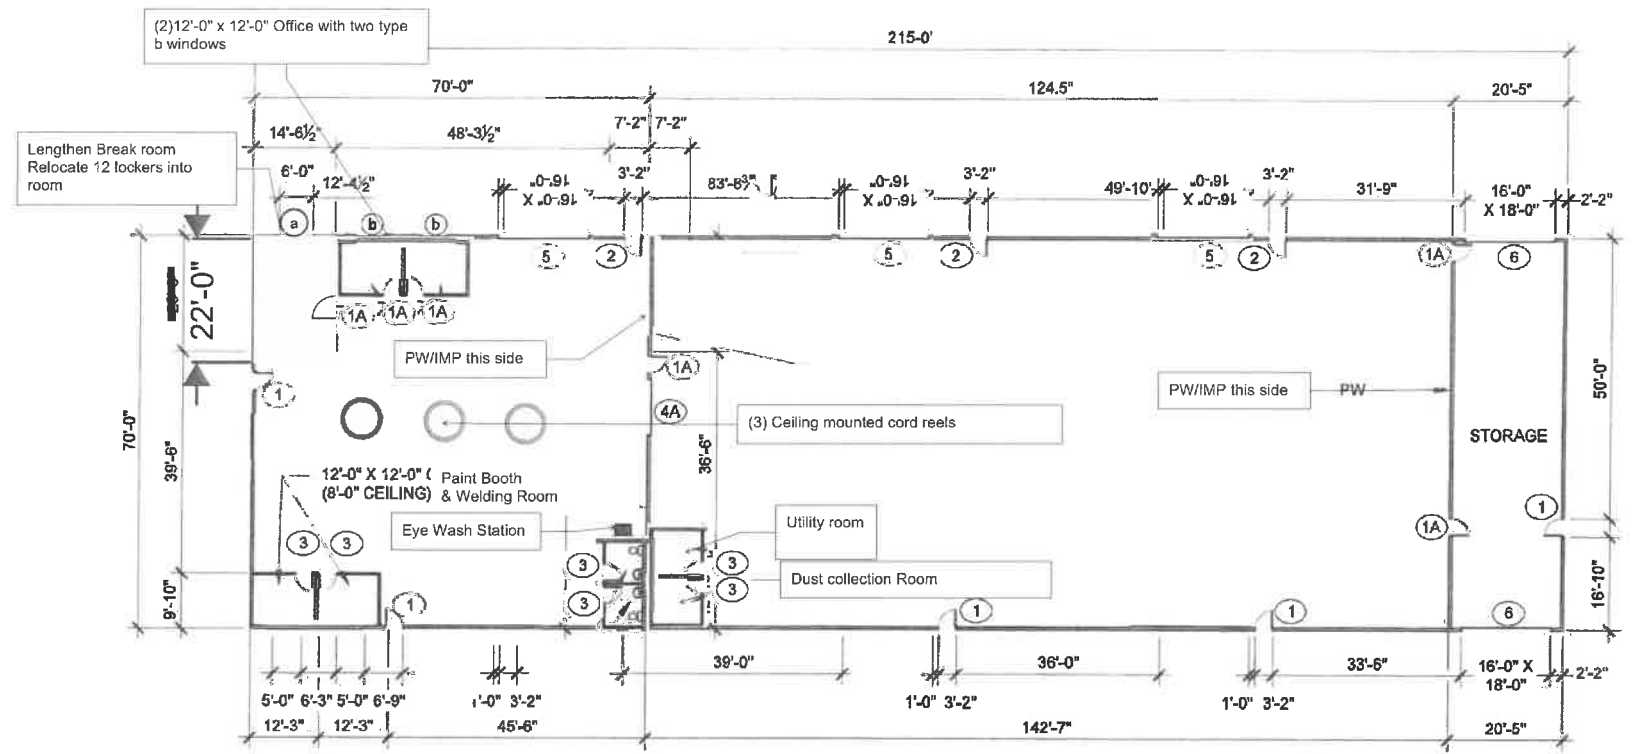 (2)12'-0" x 12'-0" Office with two type
b windows
215-0'
70'-0"
124.5"
20'-5"
14'-6½"
48'-3½"
7'-2"
7'-2"
Lengthen Break room
Relocate 12 lockers into
room
6'-0"
12'-4½"
16'-0"
X 16'-0"
3'-2"
16'-0"
X 16'-0"
3'-2"
49'-10'
16'-0"
X 16'-0"
3'-2"
31'-9"
16'-0"
X 18'-0"
2'-2"
a
b
b
5
2
5
2
5
2
1A
6
22'-0"
1A
1A
1A
PW/IMP this side
1A
1
PW/IMP this side
PW
50'-0"
4A
(3) Ceiling mounted cord reels
70'-0"
39'-6"
36'-6"
STORAGE
12'-0" X 12'-0" (
(8'-0" CEILING)
Paint Booth
& Welding Room
Eye Wash Station
Utility room
1A
1
3
3
3
3
Dust collection Room
3
3
9'-10"
16'-10"
1
1
1
6
39'-0"
36'-0"
33'-6"
16'-0" X
18'-0"
2'-2"
5'-0"
6'-3"
5'-0"
6'-9"
1'-0"
3'-2"
1'-0"
3'-2"
1'-0"
3'-2"
12'-3"
12'-3"
45'-6"
142'-7"
20'-5"